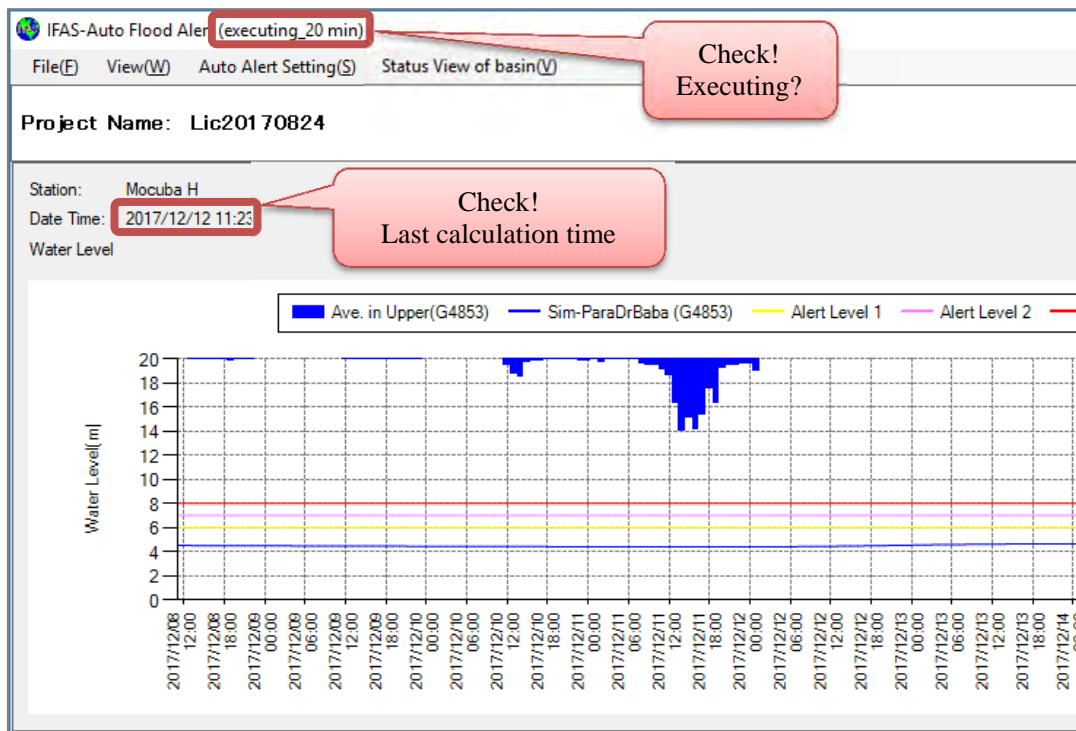 IFAS-Auto Flood Aler (executing_20 min)
Check!
Executing?
File(F) View(W) Auto Alert Setting(S) Status View of basin(V)
Project Name: Lic20170824
Station: Mocuba H
Date Time: 2017/12/12 11:23
Water Level
Check!
Last calculation time
Ave. in Upper(G4853) Sim-ParaDrBaba (G4853) Alert Level 1 Alert Level 2
Water Level[m]
20
18
16
14
12
10
8
6
4
2
0
2017/12/08 12:00
2017/12/08 18:00
2017/12/09 00:00
2017/12/09 06:00
2017/12/09 12:00
2017/12/09 18:00
2017/12/10 00:00
2017/12/10 06:00
2017/12/10 12:00
2017/12/10 18:00
2017/12/11 00:00
2017/12/11 06:00
2017/12/11 12:00
2017/12/11 18:00
2017/12/12 00:00
2017/12/12 06:00
2017/12/12 12:00
2017/12/12 18:00
2017/12/13 00:00
2017/12/13 06:00
2017/12/13 12:00
2017/12/13 18:00
2017/12/14